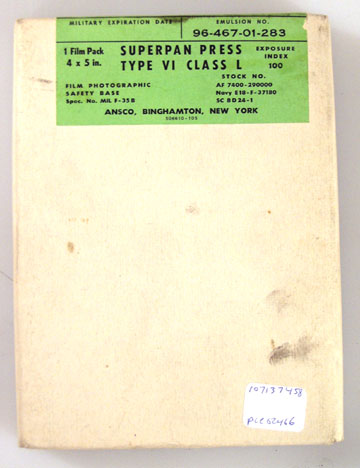 MILITARY EXPIRATION DATE
EMULSION NO.
96-467-01-283
1 Film Pack
4 x 5 in.
SUPERPAN PRESS
TYPE VI CLASS L
EXPOSURE
INDEX
100
FILM PHOTOGRAPHIC
SAFETY BASE
Spec. No. MIL F-35B
STOCK NO.
AF 7400-290000
Navy E18-F-37180
SC 8D24-1
ANSCO, BINGHAMTON, NEW YORK
107137458